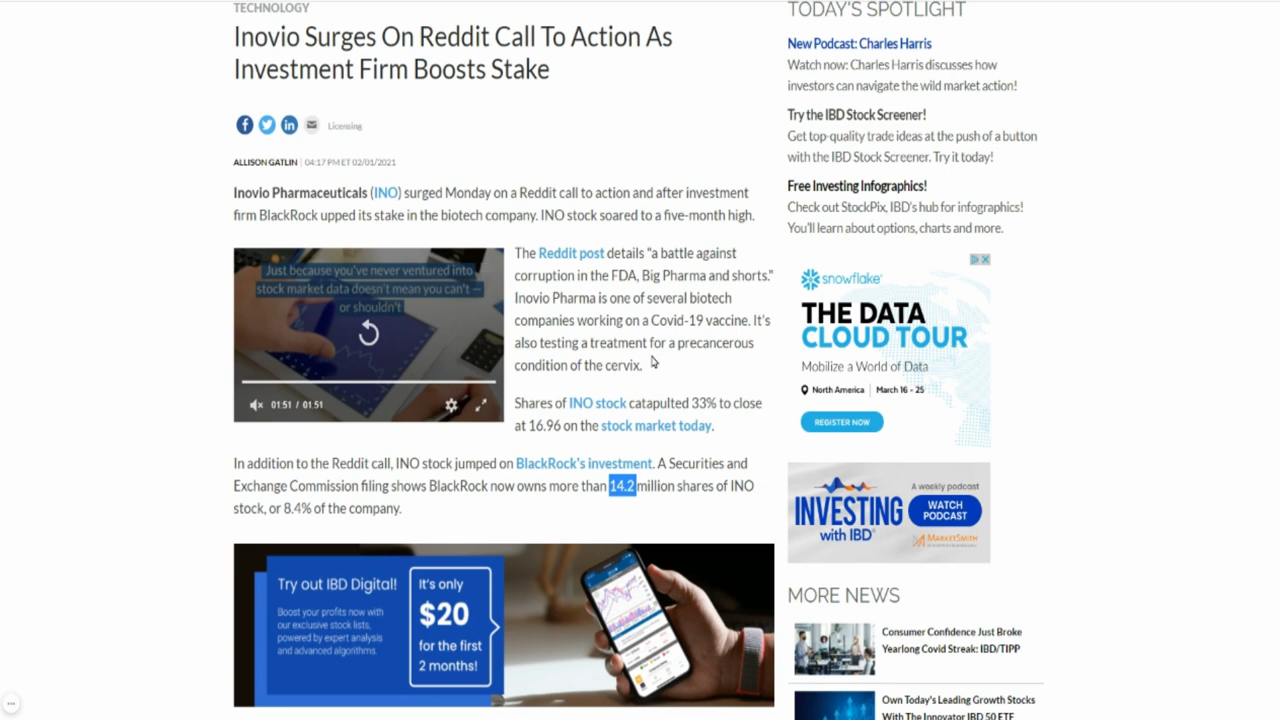 TECHNOLOGY
Inovio Surges On Reddit Call To Action As
Investment Firm Boosts Stake
Licensing
ALLISON GATLIN | 04:17 PM ET 02/01/2021
Inovio Pharmaceuticals (INO) surged Monday on a Reddit call to action and after investment
firm BlackRock upped its stake in the biotech company. INO stock soared to a five-month high.
Just because you've never ventured into
stock market data doesn't mean you can't —
or shouldn't
01:51 / 01:51
The Reddit post details "a battle against
corruption in the FDA, Big Pharma and shorts."
Inovio Pharma is one of several biotech
companies working on a Covid-19 vaccine. It's
also testing a treatment for a precancerous
condition of the cervix.
Shares of INO stock catapulted 33% to close
at 16.96 on the stock market today.
In addition to the Reddit call, INO stock jumped on BlackRock's investment. A Securities and
Exchange Commission filing shows BlackRock now owns more than 14.2 million shares of INO
stock, or 8.4% of the company.
Try out IBD Digital!
Boost your profits now with
our exclusive stock lists,
powered by expert analysis
and advanced algorithms.
It's only
$20
for the first
2 months!
TODAY'S SPOTLIGHT
New Podcast: Charles Harris
Watch now: Charles Harris discusses how
investors can navigate the wild market action!
Try the IBD Stock Screener!
Get top-quality trade ideas at the push of a button
with the IBD Stock Screener. Try it today!
Free Investing Infographics!
Check out StockPix, IBD's hub for infographics!
You'll learn about options, charts and more.
snowflake
THE DATA
CLOUD TOUR
Mobilize a World of Data
North America | March 16 - 25
REGISTER NOW
INVESTING
with IBD
A weekly podcast
WATCH
PODCAST
MARKETSMITH
MORE NEWS
Consumer Confidence Just Broke
Yearlong Covid Streak: IBD/TIPP
Own Today's Leading Growth Stocks
With The Innovator IBD 50 ETF